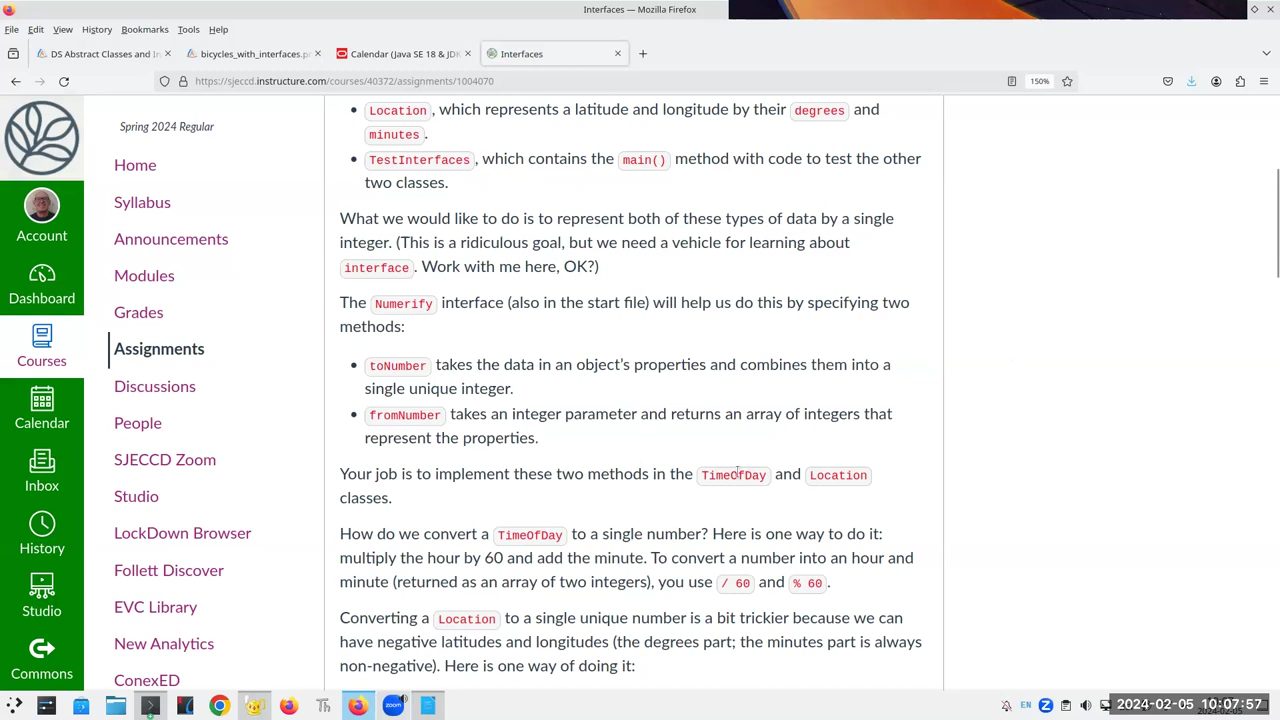 Interfaces — Mozilla Firefox
File Edit View History Bookmarks Tools Help
DS Abstract Classes and In
bicycles_with_interfaces.p
Calendar (Java SE 18 & JDK
Interfaces
https://sjeccd.instructure.com/courses/40372/assignments/1004070
150%
Spring 2024 Regular
Home
Syllabus
Announcements
Modules
Grades
Assignments
Discussions
People
SJECCD Zoom
Studio
LockDown Browser
Follett Discover
EVC Library
New Analytics
ConexED
Account
Dashboard
Courses
Calendar
Inbox
History
Studio
Commons
• Location, which represents a latitude and longitude by their degrees and
minutes.
• TestInterfaces, which contains the main() method with code to test the other
two classes.
What we would like to do is to represent both of these types of data by a single
integer. (This is a ridiculous goal, but we need a vehicle for learning about
interface. Work with me here, OK?)
The Numerify interface (also in the start file) will help us do this by specifying two
methods:
• toNumber takes the data in an object's properties and combines them into a
single unique integer.
• fromNumber takes an integer parameter and returns an array of integers that
represent the properties.
Your job is to implement these two methods in the TimeOfDay and Location
classes.
How do we convert a TimeOfDay to a single number? Here is one way to do it:
multiply the hour by 60 and add the minute. To convert a number into an hour and
minute (returned as an array of two integers), you use / 60 and % 60.
Converting a Location to a single unique number is a bit trickier because we can
have negative latitudes and longitudes (the degrees part; the minutes part is always
non-negative). Here is one way of doing it:
Th
zoom
EN
2024-02-05 10:07:57